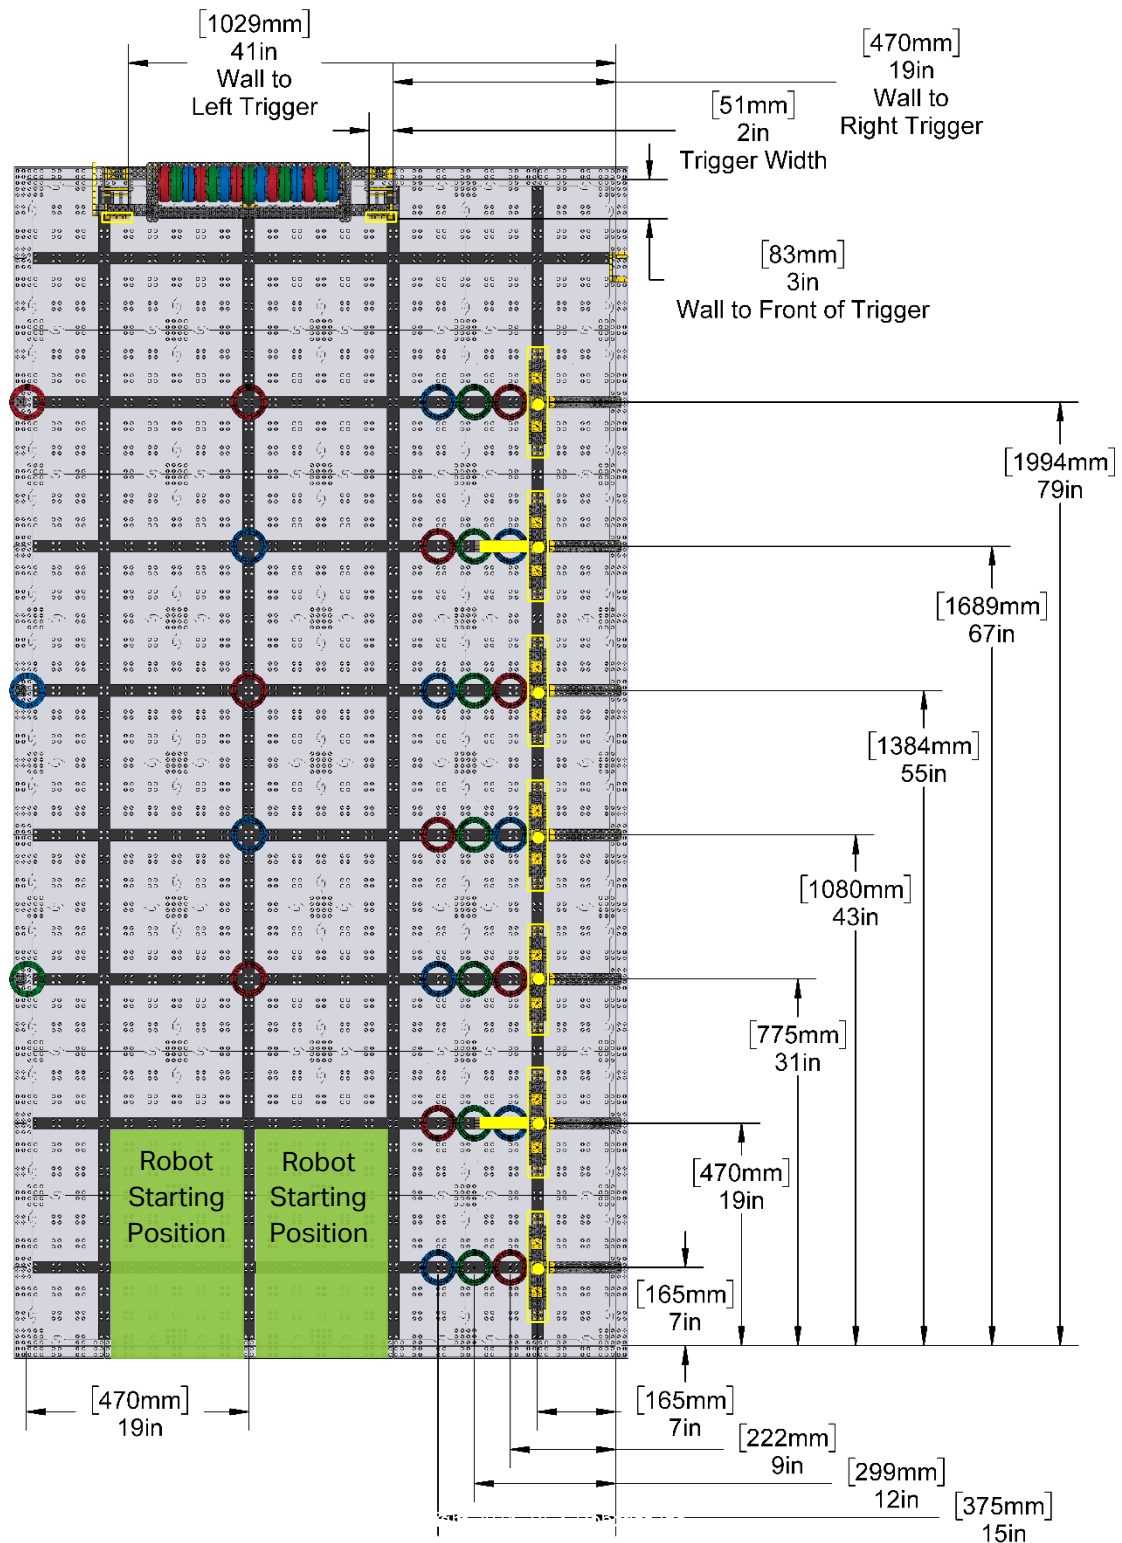 [1029mm]
41in
Wall to
Left Trigger
[470mm]
19in
Wall to
Right Trigger
[51mm]
2in
Trigger Width
[83mm]
3in
Wall to Front of Trigger
[1994mm]
79in
[1689mm]
67in
[1384mm]
55in
[1080mm]
43in
[775mm]
31in
[470mm]
19in
Robot
Starting
Position
Robot
Starting
Position
[165mm]
7in
[470mm]
19in
[165mm]
7in
[222mm]
9in
[299mm]
12in
[375mm]
15in